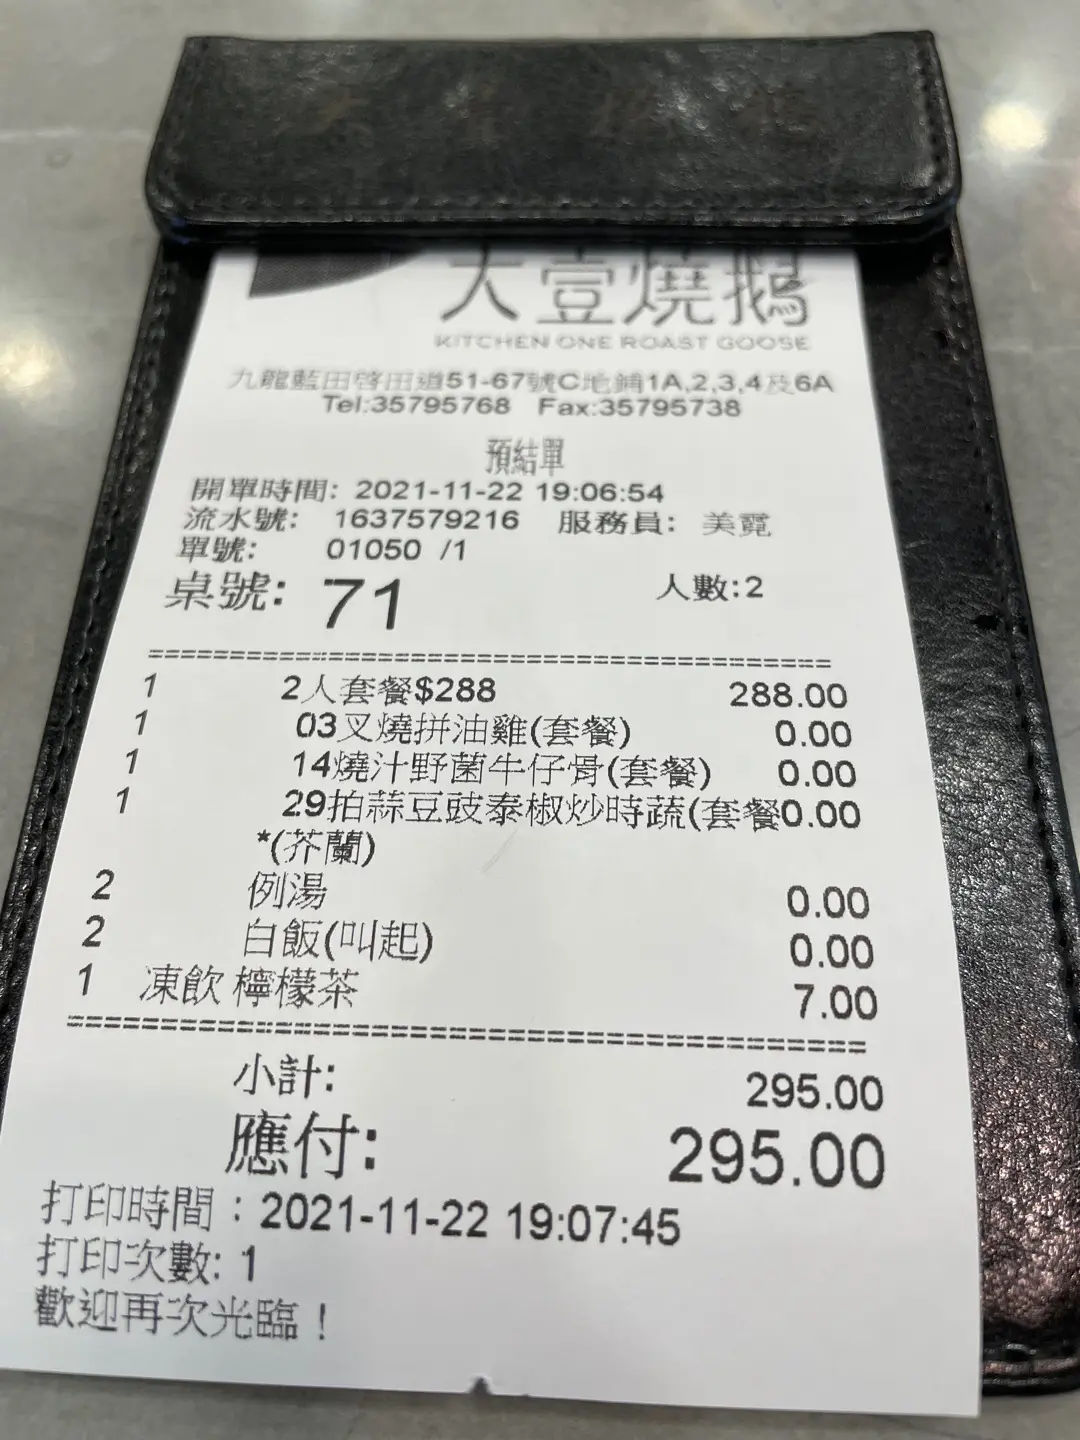 大壹燒鵝
KITCHEN ONE ROAST GOOSE
九龍藍田啓田道51-67號C地鋪1A,2,3,4及6A
Tel:35795768 Fax:35795738
預結單
開單時間: 2021-11-22 19:06:54
流水號: 1637579216 服務員: 美霓
單號: 01050 /1
桌號: 71 人數:2
================================================
1 2人套餐$288 288.00
1 03叉燒拼油雞(套餐) 0.00
1 14燒汁野菌牛仔骨(套餐) 0.00
1 29拍蒜豆豉泰椒炒時蔬(套餐0.00
*(芥蘭)
2 例湯 0.00
2 白飯(叫起) 0.00
1 凍飲 檸檬茶 7.00
================================================
小計: 295.00
應付: 295.00
打印時間：2021-11-22 19:07:45
打印次數: 1
歡迎再次光臨！